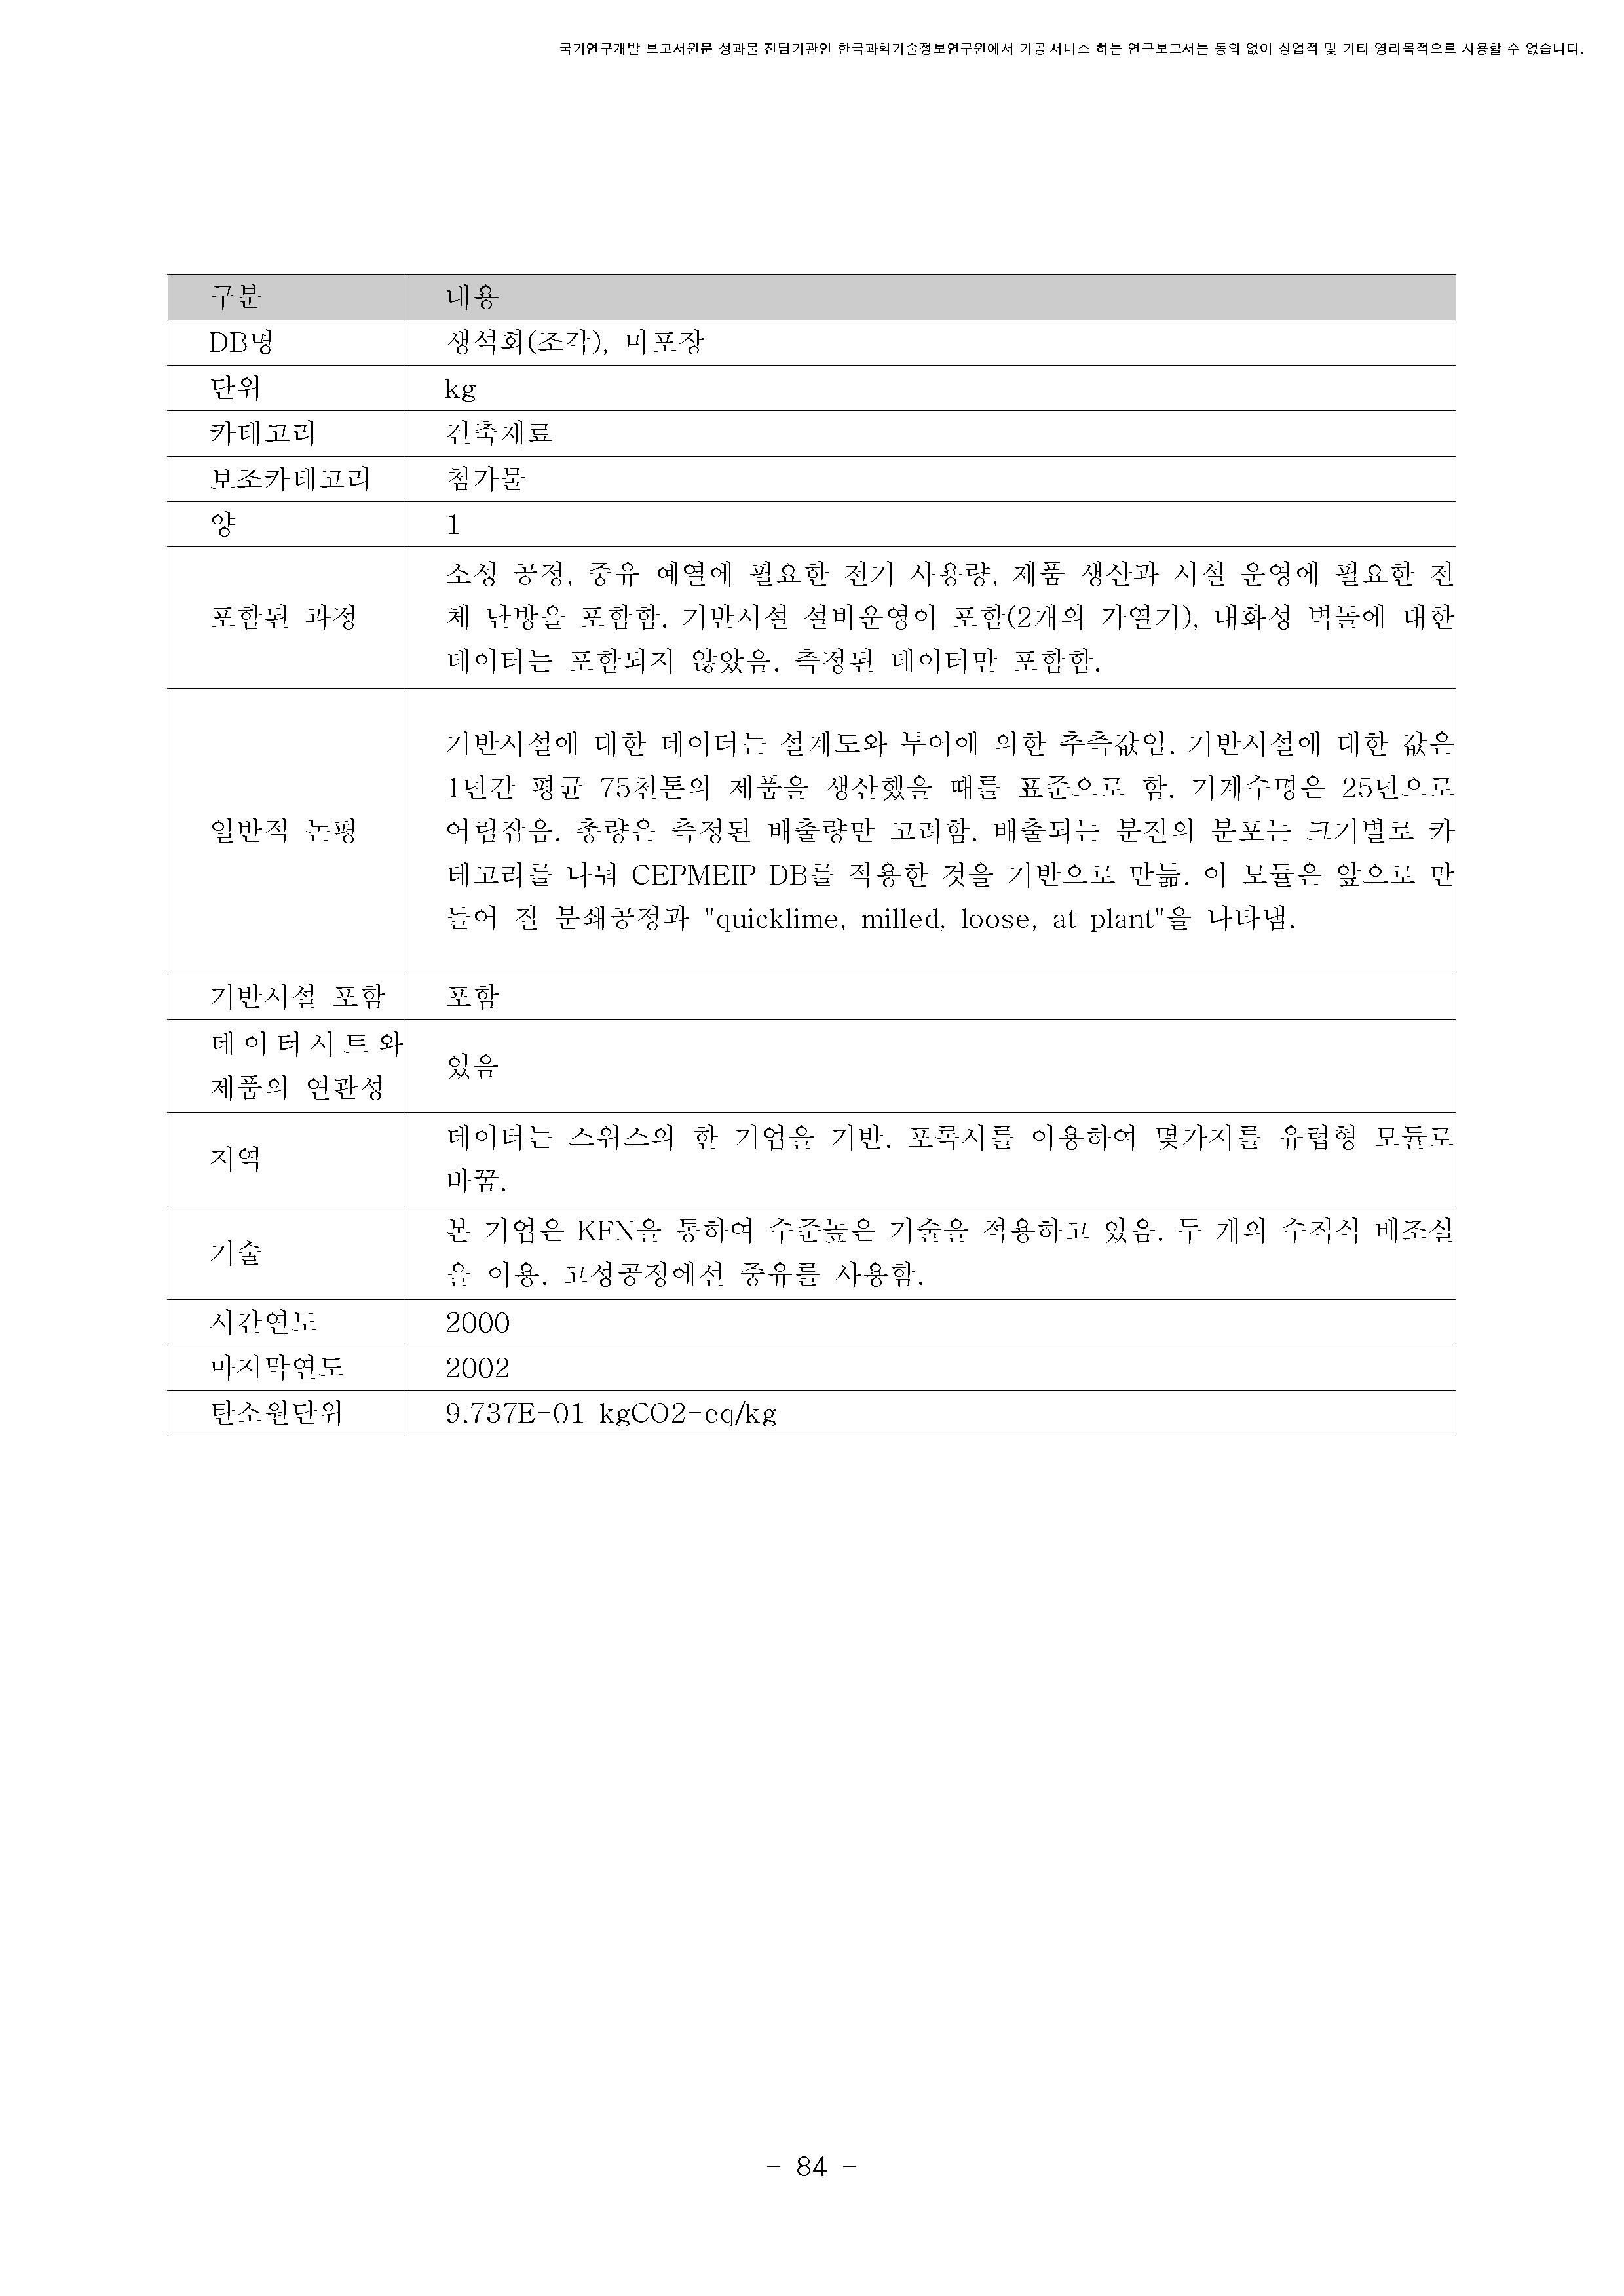 국가연구개발 보고서원문 성과물 전담기관인 한국과학기술정보연구원에서 가공·서비스 하는 연구보고서는 동의 없이 상업적 및 기타 영리목적으로 사용할 수 없습니다.
구분 내용
DB명 생석회(조각), 미포장
단위 kg
카테고리 건축재료
보조카테고리 첨가물
양 1
포함된 과정
소성 공정, 중유 예열에 필요한 전기 사용량, 제품 생산과 시설 운영에 필요한 전
체 난방을 포함함. 기반시설 설비운영이 포함(2개의 가열기), 내화성 벽돌에 대한
데이터는 포함되지 않았음. 측정된 데이터만 포함함.
일반적 논평
기반시설에 대한 데이터는 설계도와 투어에 의한 추측값임. 기반시설에 대한 값은
1년간 평균 75천톤의 제품을 생산했을 때를 표준으로 함. 기계수명은 25년으로
어림잡음. 총량은 측정된 배출량만 고려함. 배출되는 분진의 분포는 크기별로 카
테고리를 나눠 CEPMEIP DB를 적용한 것을 기반으로 만듦. 이 모듈은 앞으로 만
들어 질 분쇄공정과 "quicklime, milled, loose, at plant"을 나타냄.
기반시설 포함 포함
데이터시트와
제품의 연관성
있음
지역
데이터는 스위스의 한 기업을 기반. 포록시를 이용하여 몇가지를 유럽형 모듈로
바꿈.
기술
본 기업은 KFN을 통하여 수준높은 기술을 적용하고 있음. 두 개의 수직식 배조실
을 이용. 고성공정에선 중유를 사용함.
시간연도 2000
마지막연도 2002
탄소원단위 9.737E-01 kgCO2-eq/kg
- 84 -